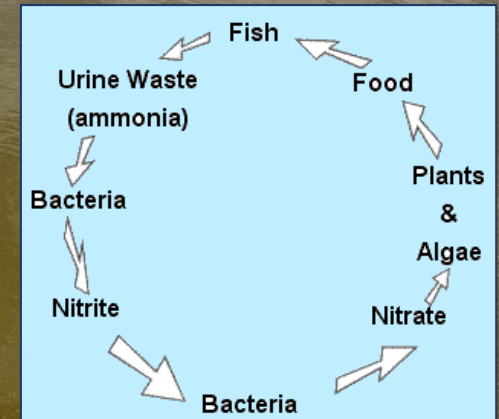 Fish
Urine Waste
(ammonia)
Bacteria
Nitrite
Bacteria
Nitrate
Plants
&
Algae
Food